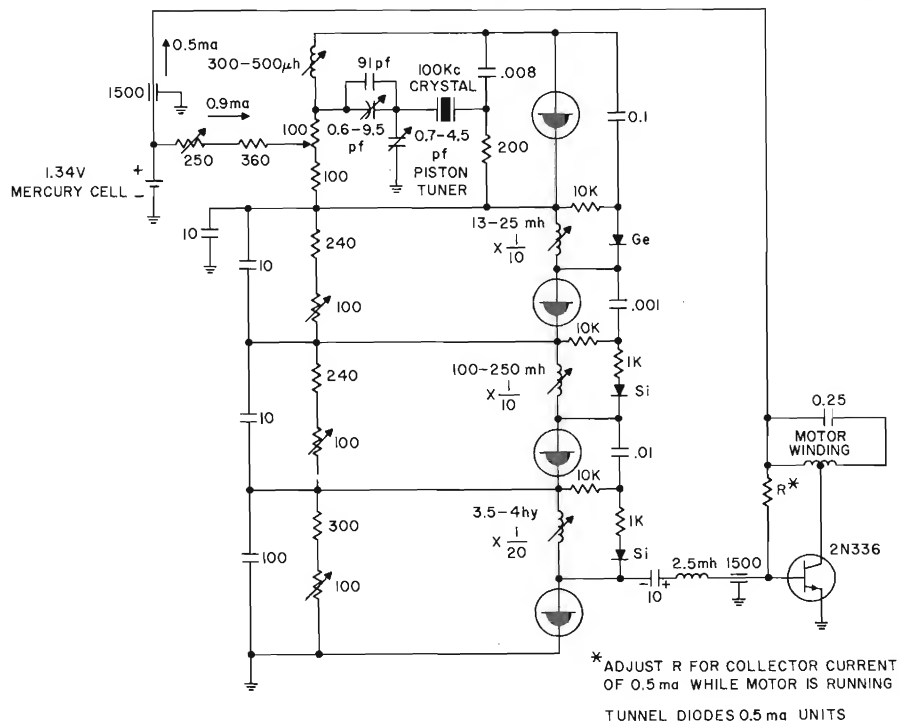 0.5ma
300-500µh
91pf
100Kc
CRYSTAL
.008
1500
0.9ma
0.1
100
0.6-9.5
pf
0.7-4.5
pf
PISTON
TUNER
200
250
360
1.34V
MERCURY CELL
+
-
100
10K
10
240
13-25 mh
X 1/10
Ge
10
100
.001
10K
240
100-250 mh
X 1/10
1K
Si
0.25
10
MOTOR
WINDING
100
.01
10K
R*
3.5-4hy
X 1/20
1K
300
2N336
100
Si
2.5mh
1500
100
- +
10
* ADJUST R FOR COLLECTOR CURRENT
OF 0.5 ma WHILE MOTOR IS RUNNING
TUNNEL DIODES 0.5 ma UNITS